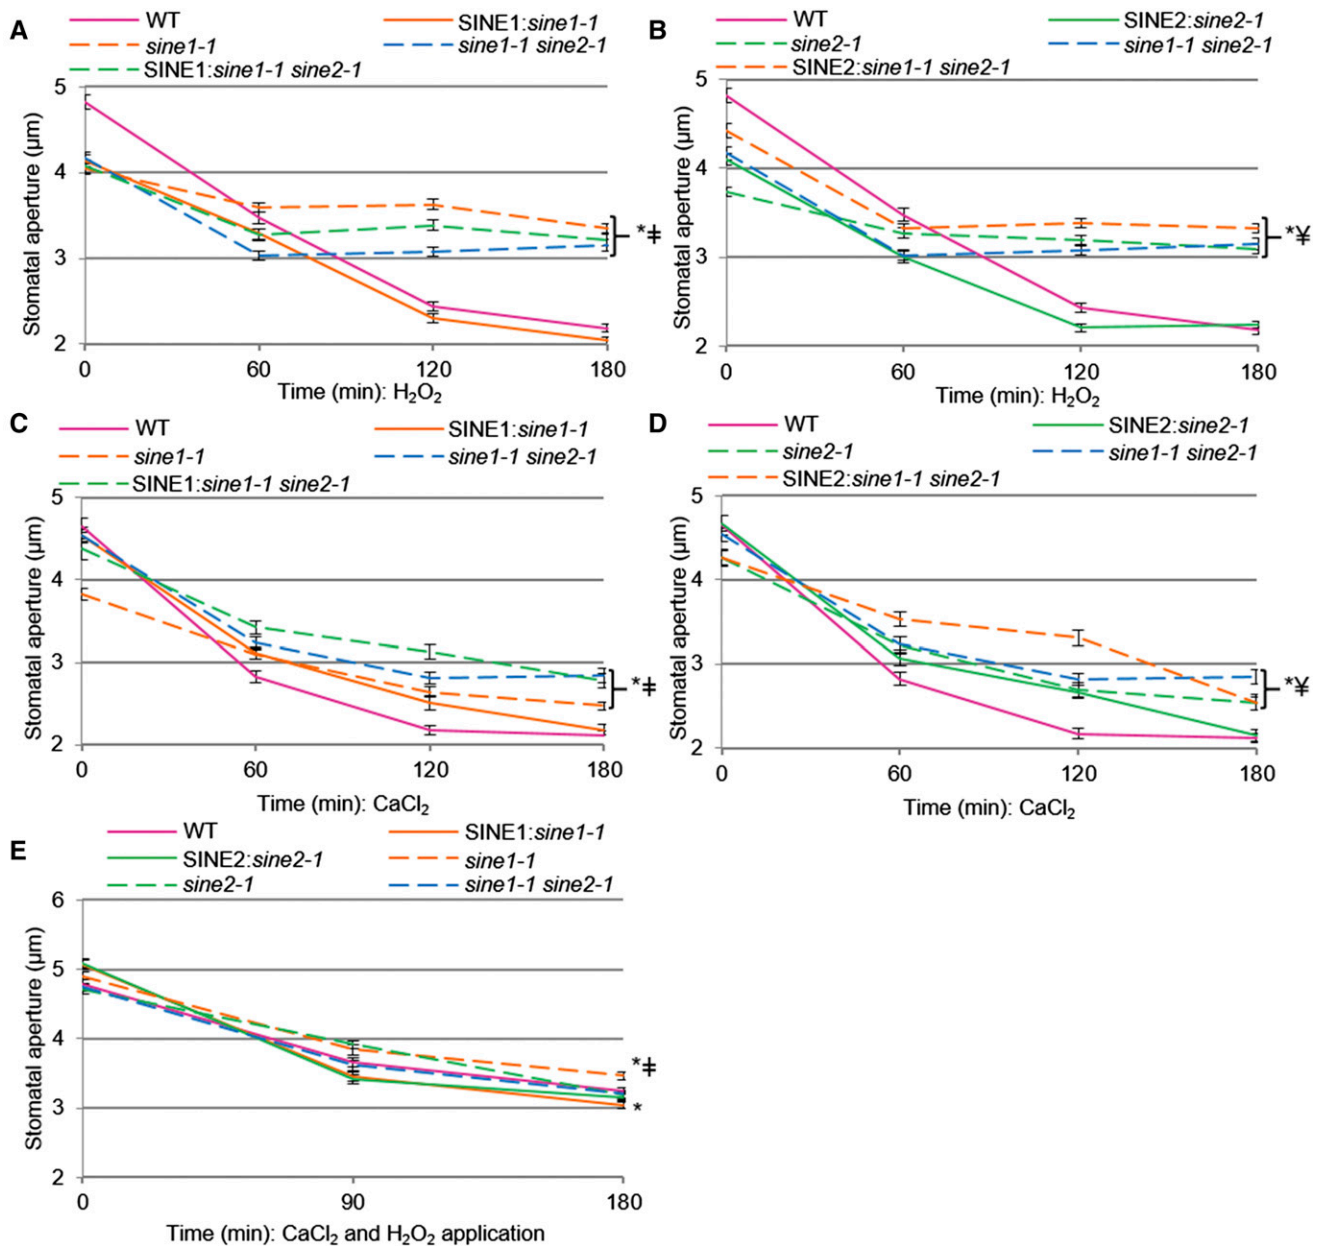 A
WT
SINE1:sine1-1
sine1-1
sine1-1 sine2-1
SINE1:sine1-1 sine2-1
Stomatal aperture (µm)
5
4
3
2
*ǂ
0 60 120 180
Time (min): H₂O₂
B
WT
SINE2:sine2-1
sine2-1
sine1-1 sine2-1
SINE2:sine1-1 sine2-1
Stomatal aperture (µm)
5
4
3
2
*¥
0 60 120 180
Time (min): H₂O₂
C
WT
SINE1:sine1-1
sine1-1
sine1-1 sine2-1
SINE1:sine1-1 sine2-1
Stomatal aperture (µm)
5
4
3
2
*ǂ
0 60 120 180
Time (min): CaCl₂
D
WT
SINE2:sine2-1
sine2-1
sine1-1 sine2-1
SINE2:sine1-1 sine2-1
Stomatal aperture (µm)
5
4
3
2
*¥
0 60 120 180
Time (min): CaCl₂
E
WT
SINE1:sine1-1
SINE2:sine2-1
sine1-1
sine2-1
sine1-1 sine2-1
Stomatal aperture (µm)
6
5
4
3
2
*ǂ
*
0 90 180
Time (min): CaCl₂ and H₂O₂ application